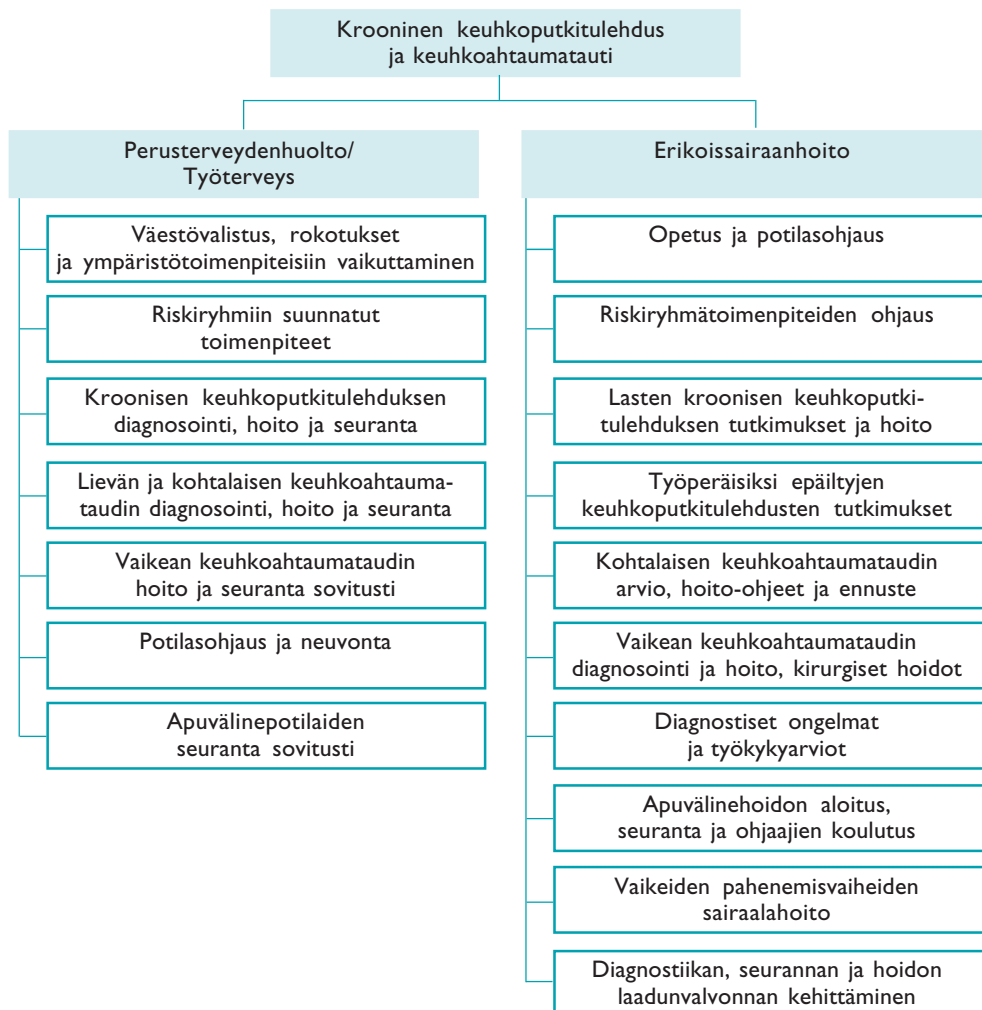 Krooninen keuhkoputkitulehdus
ja keuhkoahtaumatauti
Perusterveydenhuolto/
Työterveys
Väestövalistus, rokotukset
ja ympäristötoimenpiteisiin vaikuttaminen
Riskiryhmiin suunnatut
toimenpiteet
Kroonisen keuhkoputkitulehduksen
diagnosointi, hoito ja seuranta
Lievän ja kohtalaisen keuhkoahtauma-
taudin diagnosointi, hoito ja seuranta
Vaikean keuhkoahtaumataudin
hoito ja seuranta sovitusti
Potilasohjaus ja neuvonta
Apuvälinepotilaiden
seuranta sovitusti
Erikoissairaanhoito
Opetus ja potilasohjaus
Riskiryhmätoimenpiteiden ohjaus
Lasten kroonisen keuhkoputki-
tulehduksen tutkimukset ja hoito
Työperäisiksi epäiltyjen
keuhkoputkitulehdusten tutkimukset
Kohtalaisen keuhkoahtaumataudin
arvio, hoito-ohjeet ja ennuste
Vaikean keuhkoahtaumataudin
diagnosointi ja hoito, kirurgiset hoidot
Diagnostiset ongelmat
ja työkykyarviot
Apuvälinehoidon aloitus,
seuranta ja ohjaajien koulutus
Vaikeiden pahenemisvaiheiden
sairaalahoito
Diagnostiikan, seurannan ja hoidon
laadunvalvonnan kehittäminen